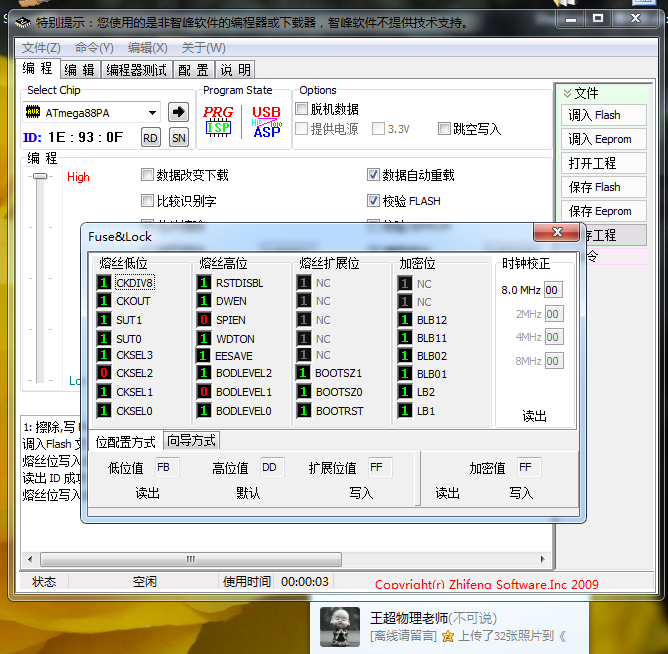 特别提示：您使用的是非智峰软件的编程器或下载器，智峰软件不提供技术支持。
文件(Z) 命令(Y) 编辑(X) 关于(W)
编 程 编 辑 编程器测试 配 置 说 明
Select Chip Program State Options
ATmega88PA
PRG ISP USB ASP
ID: 1E : 93 : 0F RD SN
脱机数据
提供电源 3.3V 跳空写入
编 程
High
数据改变下载 数据自动重载
比较识别字 校验 FLASH
文件
调入 Flash
调入 Eeprom
打开工程
保存 Flash
保存 Eeprom
存工程
令
Fuse&Lock
熔丝低位 熔丝高位 熔丝扩展位 加密位 时钟校正
1 CKDIV8 1 RSTDISBL 1 NC 1 NC 8.0 MHz 00
1 CKOUT 1 DWEN 1 NC 1 NC
1 SUT1 0 SPIEN 1 NC 1 BLB12 2MHz 00
1 SUT0 1 WDTON 1 NC 1 BLB11 4MHz 00
1 CKSEL3 1 EESAVE 1 NC 1 BLB02 8MHz 00
0 CKSEL2 1 BODLEVEL2 1 BOOTSZ1 1 BLB01
1 CKSEL1 0 BODLEVEL1 1 BOOTSZ0 1 LB2
1 CKSEL0 1 BODLEVEL0 1 BOOTRST 1 LB1 读出
位配置方式 向导方式
低位值 FB 高位值 DD 扩展位值 FF 加密值 FF
读出 默认 写入 读出 写入
Lo
1: 擦除,写
调入Flash 文
熔丝位写入
读出 ID 成功
熔丝位写入
状态 空闲 使用时间 00:00:03 Copyright(r) Zhifeng Software.Inc 2009
王超物理老师(不可说)
[离线请留言] 上传了32张照片到《